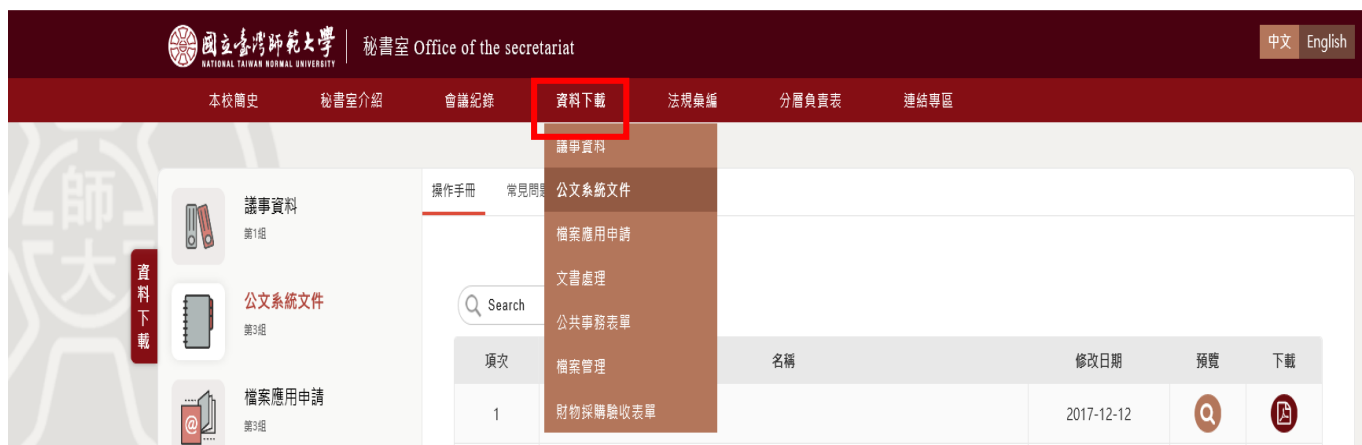 國立臺灣師範大學
NATIONAL TAIWAN NORMAL UNIVERSITY
秘書室 Office of the secretariat
中文 English
本校簡史 秘書室介紹 會議紀錄 資料下載 法規彙編 分層負責表 連結專區
議事資料
公文系統文件
檔案應用申請
文書處理
公共事務表單
檔案管理
財物採購驗收表單
師大
資料下載
議事資料
第1組
公文系統文件
第3組
檔案應用申請
第3組
操作手冊 常見問
Search
項次 名稱 修改日期 預覽 下載
1 2017-12-12